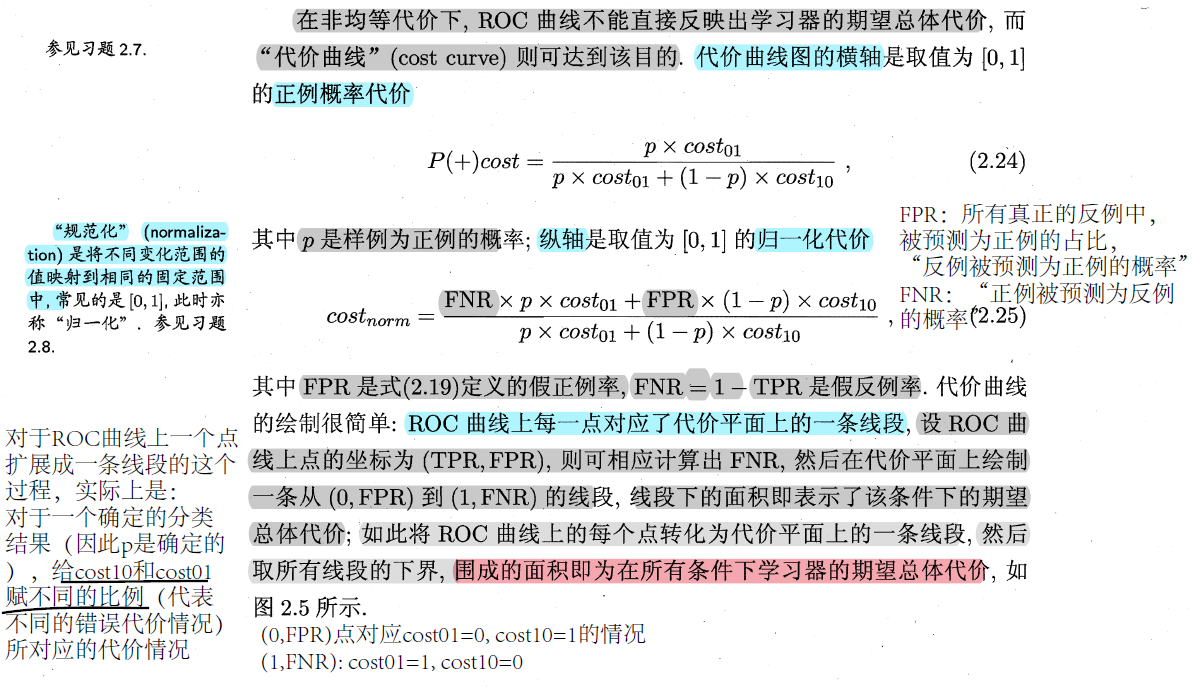 在非均等代价下, ROC 曲线不能直接反映出学习器的期望总体代价, 而
参见习题 2.7.
“代价曲线” (cost curve) 则可达到该目的. 代价曲线图的横轴是取值为 [0,1]
的正例概率代价
P(+)cost = \frac{p × cost_{01}}{p × cost_{01} + (1 − p) × cost_{10}} , (2.24)
“规范化” (normaliza-
tion) 是将不同变化范围的
值映射到相同的固定范围
中, 常见的是 [0,1], 此时亦
称“归一化”. 参见习题
2.8.
其中 p 是样例为正例的概率; 纵轴是取值为 [0,1] 的归一化代价
FPR：所有真正的反例中，
被预测为正例的占比，
“反例被预测为正例的概率”
FNR：“正例被预测为反例
的概率”
cost_{norm} = \frac{FNR × p × cost_{01} + FPR × (1 − p) × cost_{10}}{p × cost_{01} + (1 − p) × cost_{10}} , (2.25)
其中 FPR 是式(2.19)定义的假正例率, FNR = 1 − TPR 是假反例率. 代价曲线
的绘制很简单: ROC 曲线上每一点对应了代价平面上的一条线段, 设 ROC 曲
线上点的坐标为 (TPR, FPR), 则可相应计算出 FNR, 然后在代价平面上绘制
一条从 (0, FPR) 到 (1, FNR) 的线段, 线段下的面积即表示了该条件下的期望
总体代价; 如此将 ROC 曲线上的每个点转化为代价平面上的一条线段, 然后
取所有线段的下界, 围成的面积即为在所有条件下学习器的期望总体代价, 如
图 2.5 所示.
对于ROC曲线上一个点
扩展成一条线段的这个
过程，实际上是：
对于一个确定的分类
结果（因此p是确定的
），给cost10和cost01
赋不同的比例（代表
不同的错误代价情况）
所对应的代价情况
(0,FPR)点对应cost01=0, cost10=1的情况
(1,FNR): cost01=1, cost10=0